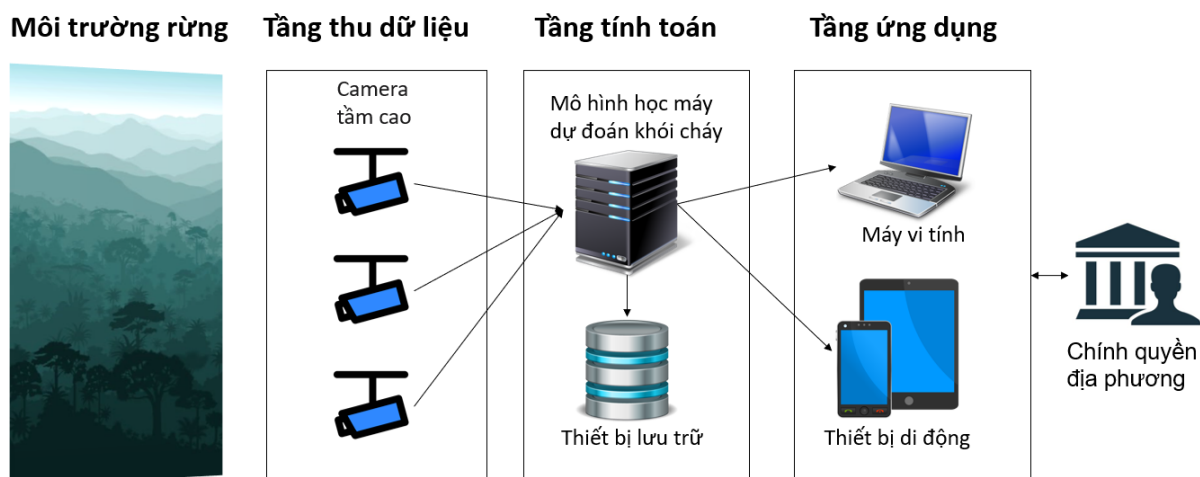 Môi trường rừng
Tầng thu dữ liệu
Tầng tính toán
Tầng ứng dụng
Camera
tầm cao
Mô hình học máy
dự đoán khói cháy
Thiết bị lưu trữ
Máy vi tính
Thiết bị di động
Chính quyền
địa phương